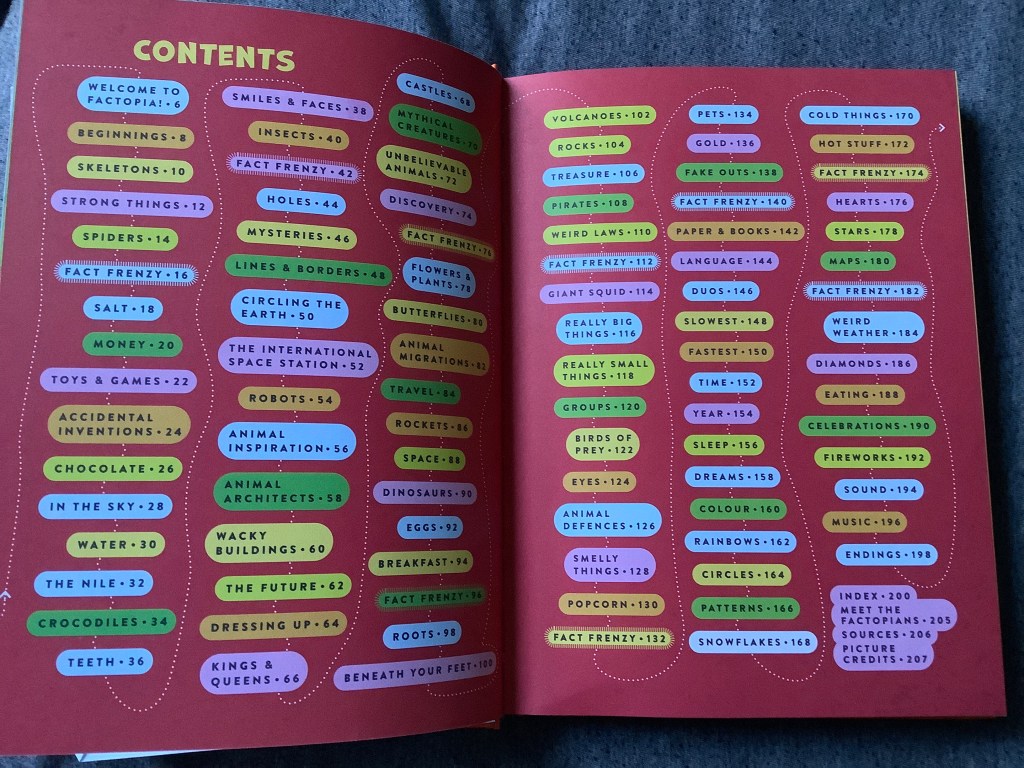 CONTENTS
WELCOME TO
FACTOPIA! • 6
BEGINNINGS • 8
SKELETONS • 10
STRONG THINGS • 12
SPIDERS • 14
FACT FRENZY • 16
SALT • 18
MONEY • 20
TOYS & GAMES • 22
ACCIDENTAL
INVENTIONS • 24
CHOCOLATE • 26
IN THE SKY • 28
WATER • 30
THE NILE • 32
CROCODILES • 34
TEETH • 36
SMILES & FACES • 38
INSECTS • 40
FACT FRENZY • 42
HOLES • 44
MYSTERIES • 46
LINES & BORDERS • 48
CIRCLING THE
EARTH • 50
THE INTERNATIONAL
SPACE STATION • 52
ROBOTS • 54
ANIMAL
INSPIRATION • 56
ANIMAL
ARCHITECTS • 58
WACKY
BUILDINGS • 60
THE FUTURE • 62
DRESSING UP • 64
KINGS &
QUEENS • 66
CASTLES • 68
MYTHICAL
CREATURES • 70
UNBELIEVABLE
ANIMALS • 72
DISCOVERY • 74
FACT FRENZY • 76
FLOWERS &
PLANTS • 78
BUTTERFLIES • 80
ANIMAL
MIGRATIONS • 82
TRAVEL • 84
ROCKETS • 86
SPACE • 88
DINOSAURS • 90
EGGS • 92
BREAKFAST • 94
FACT FRENZY • 96
ROOTS • 98
BENEATH YOUR FEET • 100
VOLCANOES • 102
ROCKS • 104
TREASURE • 106
PIRATES • 108
WEIRD LAWS • 110
FACT FRENZY • 112
GIANT SQUID • 114
REALLY BIG
THINGS • 116
REALLY SMALL
THINGS • 118
GROUPS • 120
BIRDS OF
PREY • 122
EYES • 124
ANIMAL
DEFENCES • 126
SMELLY
THINGS • 128
POPCORN • 130
FACT FRENZY • 132
PETS • 134
GOLD • 136
FAKE OUTS • 138
FACT FRENZY • 140
PAPER & BOOKS • 142
LANGUAGE • 144
DUOS • 146
SLOWEST • 148
FASTEST • 150
TIME • 152
YEAR • 154
SLEEP • 156
DREAMS • 158
COLOUR • 160
RAINBOWS • 162
CIRCLES • 164
PATTERNS • 166
SNOWFLAKES • 168
COLD THINGS • 170
HOT STUFF • 172
FACT FRENZY • 174
HEARTS • 176
STARS • 178
MAPS • 180
FACT FRENZY • 182
WEIRD
WEATHER • 184
DIAMONDS • 186
EATING • 188
CELEBRATIONS • 190
FIREWORKS • 192
SOUND • 194
MUSIC • 196
ENDINGS • 198
INDEX • 200
MEET THE
FACTOPIANS • 205
SOURCES • 206
PICTURE
CREDITS • 207